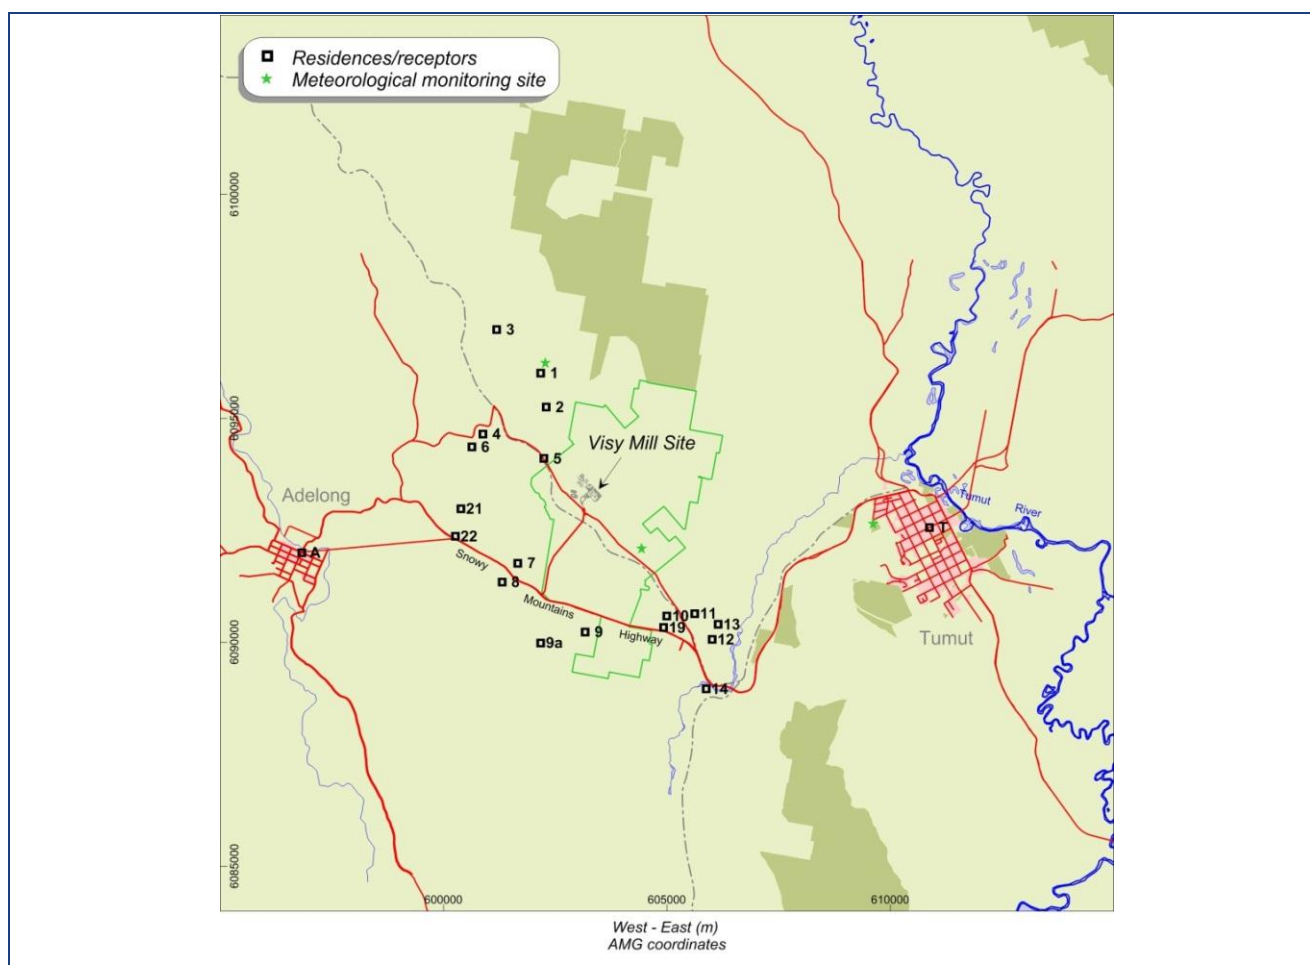 Residences/receptors
Meteorological monitoring site
6100000
3
1
2
6095000
4
6
5
Visy Mill Site
Adelong
21
22
A
Snowy
7
8
Mountains
Highway
9
9a
10
11
19
13
12
14
Tumut
River
T
Tumut
6090000
6085000
600000
605000
610000
West - East (m)
AMG coordinates